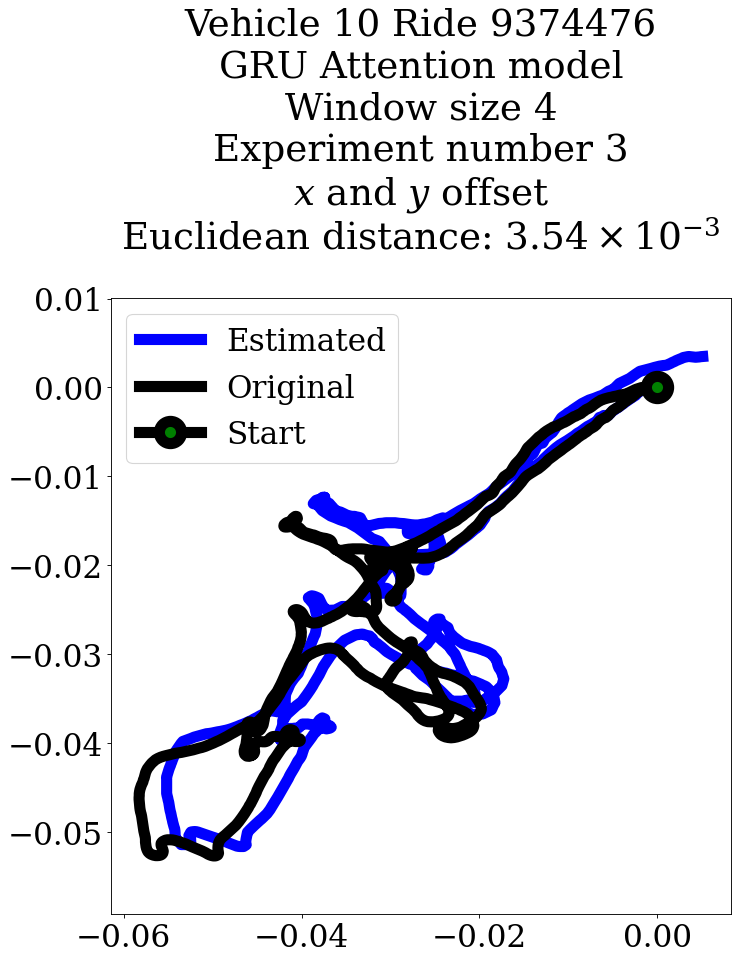 Vehicle 10 Ride 9374476
GRU Attention model
Window size 4
Experiment number 3
x and y offset
Euclidean distance: 3.54 × 10⁻³
0.01
0.00
−0.01
−0.02
−0.03
−0.04
−0.05
Estimated
Original
Start
−0.06
−0.04
−0.02
0.00